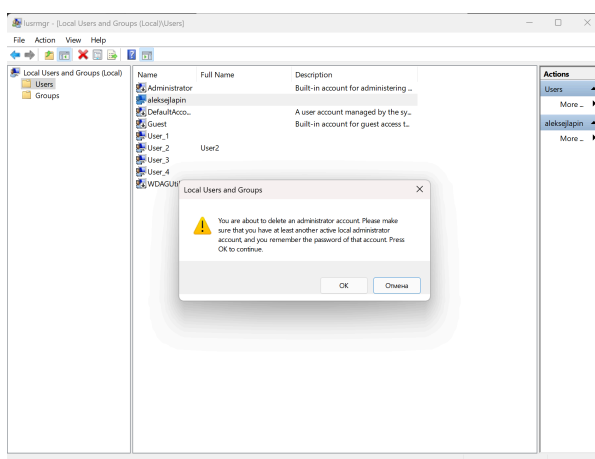 lusrmgr - [Local Users and Groups (Local)\Users]
File Action View Help
Local Users and Groups (Local)
Users
Groups
Name Full Name Description
Administrator Built-in account for administering ...
aleksejlapin
DefaultAcco... A user account managed by the sy...
Guest Built-in account for guest access t...
User_1
User_2 User2
User_3
User_4
WDAGUtil
Actions
Users
More ...
aleksejlapin
More ...
Local Users and Groups
You are about to delete an administrator account. Please make
sure that you have at least another active local administrator
account, and you remember the password of that account. Press
OK to continue.
OK Отмена